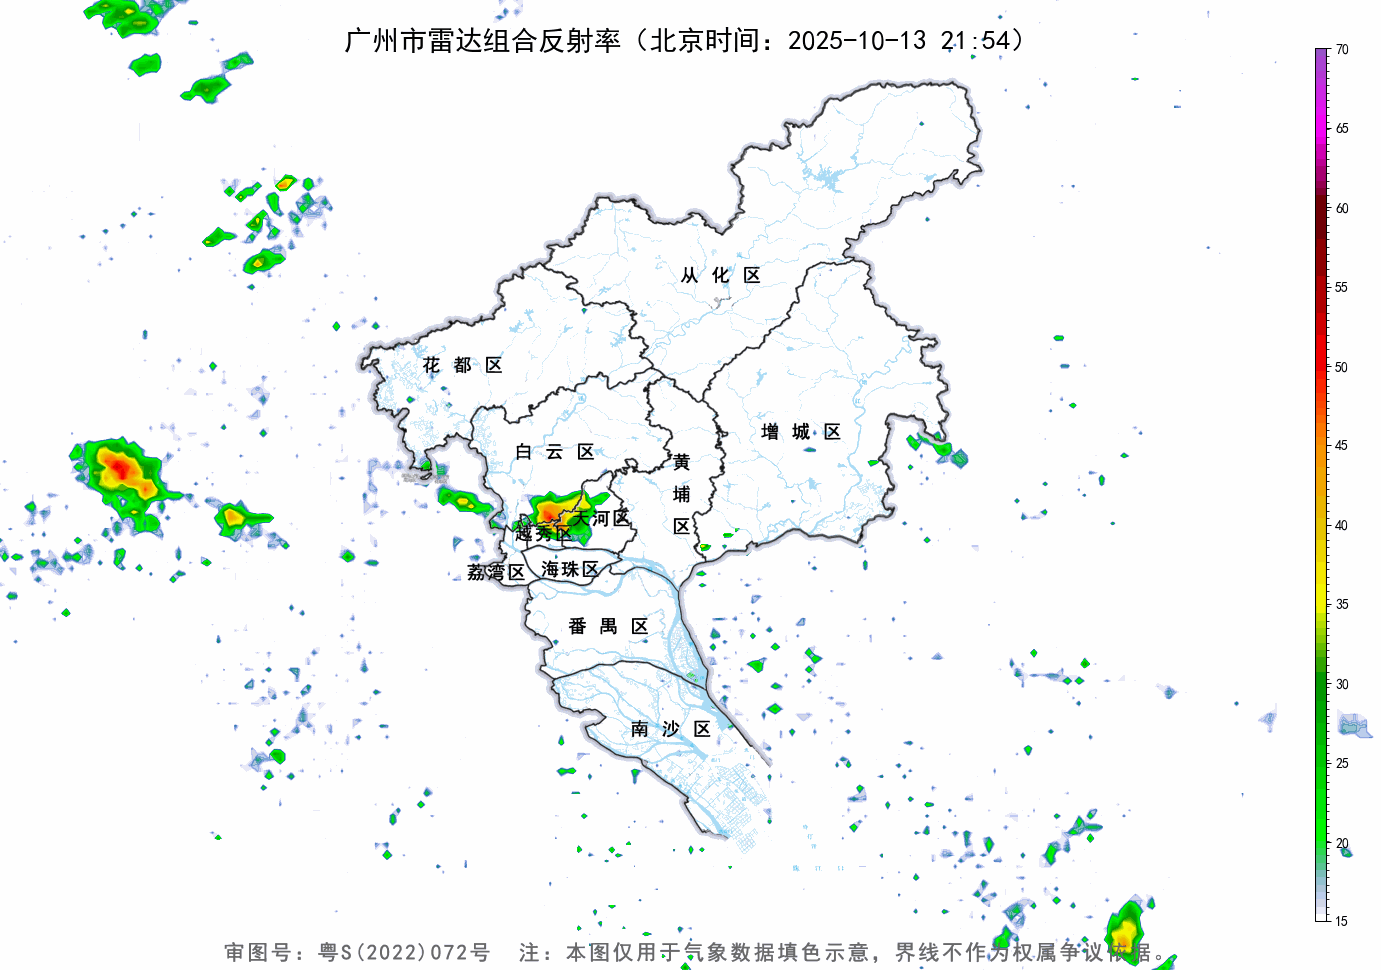 广州市雷达组合反射率（北京时间：2025-10-13 21:54）
70
65
60
55
50
45
40
35
30
25
20
15
从化区
花都区
增城区
白云区
黄埔区
天河区
越秀区
荔湾区
海珠区
番禺区
南沙区
审图号：粤S(2022)072号 注：本图仅用于气象数据填色示意，界线不作为权属争议依据。